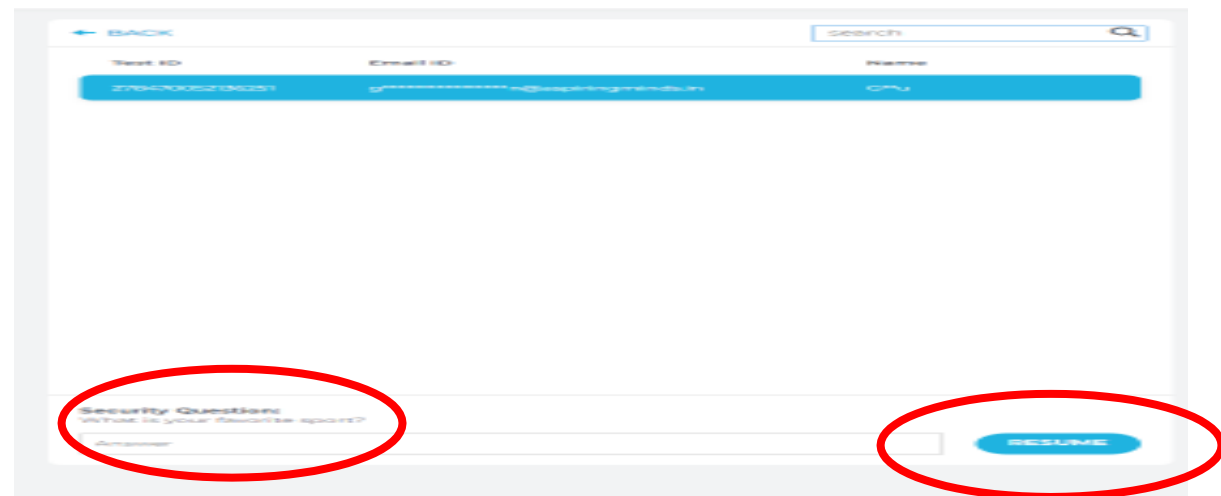 BACK
search
Test ID Email ID Name
Security Question:
What is your favorite sport?
Answer
RESUME